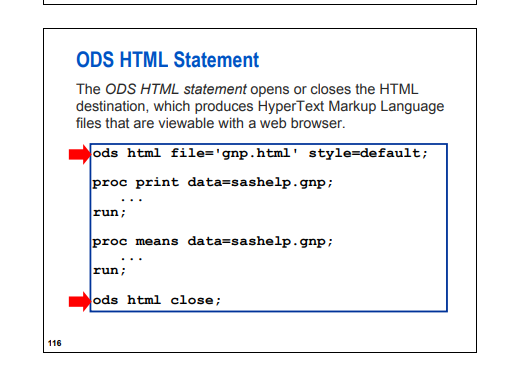 ODS HTML Statement
The ODS HTML statement opens or closes the HTML
destination, which produces HyperText Markup Language
files that are viewable with a web browser.
ods html file='gnp.html' style=default;
proc print data=sashelp.gnp;
...
run;
proc means data=sashelp.gnp;
...
run;
ods html close;
116